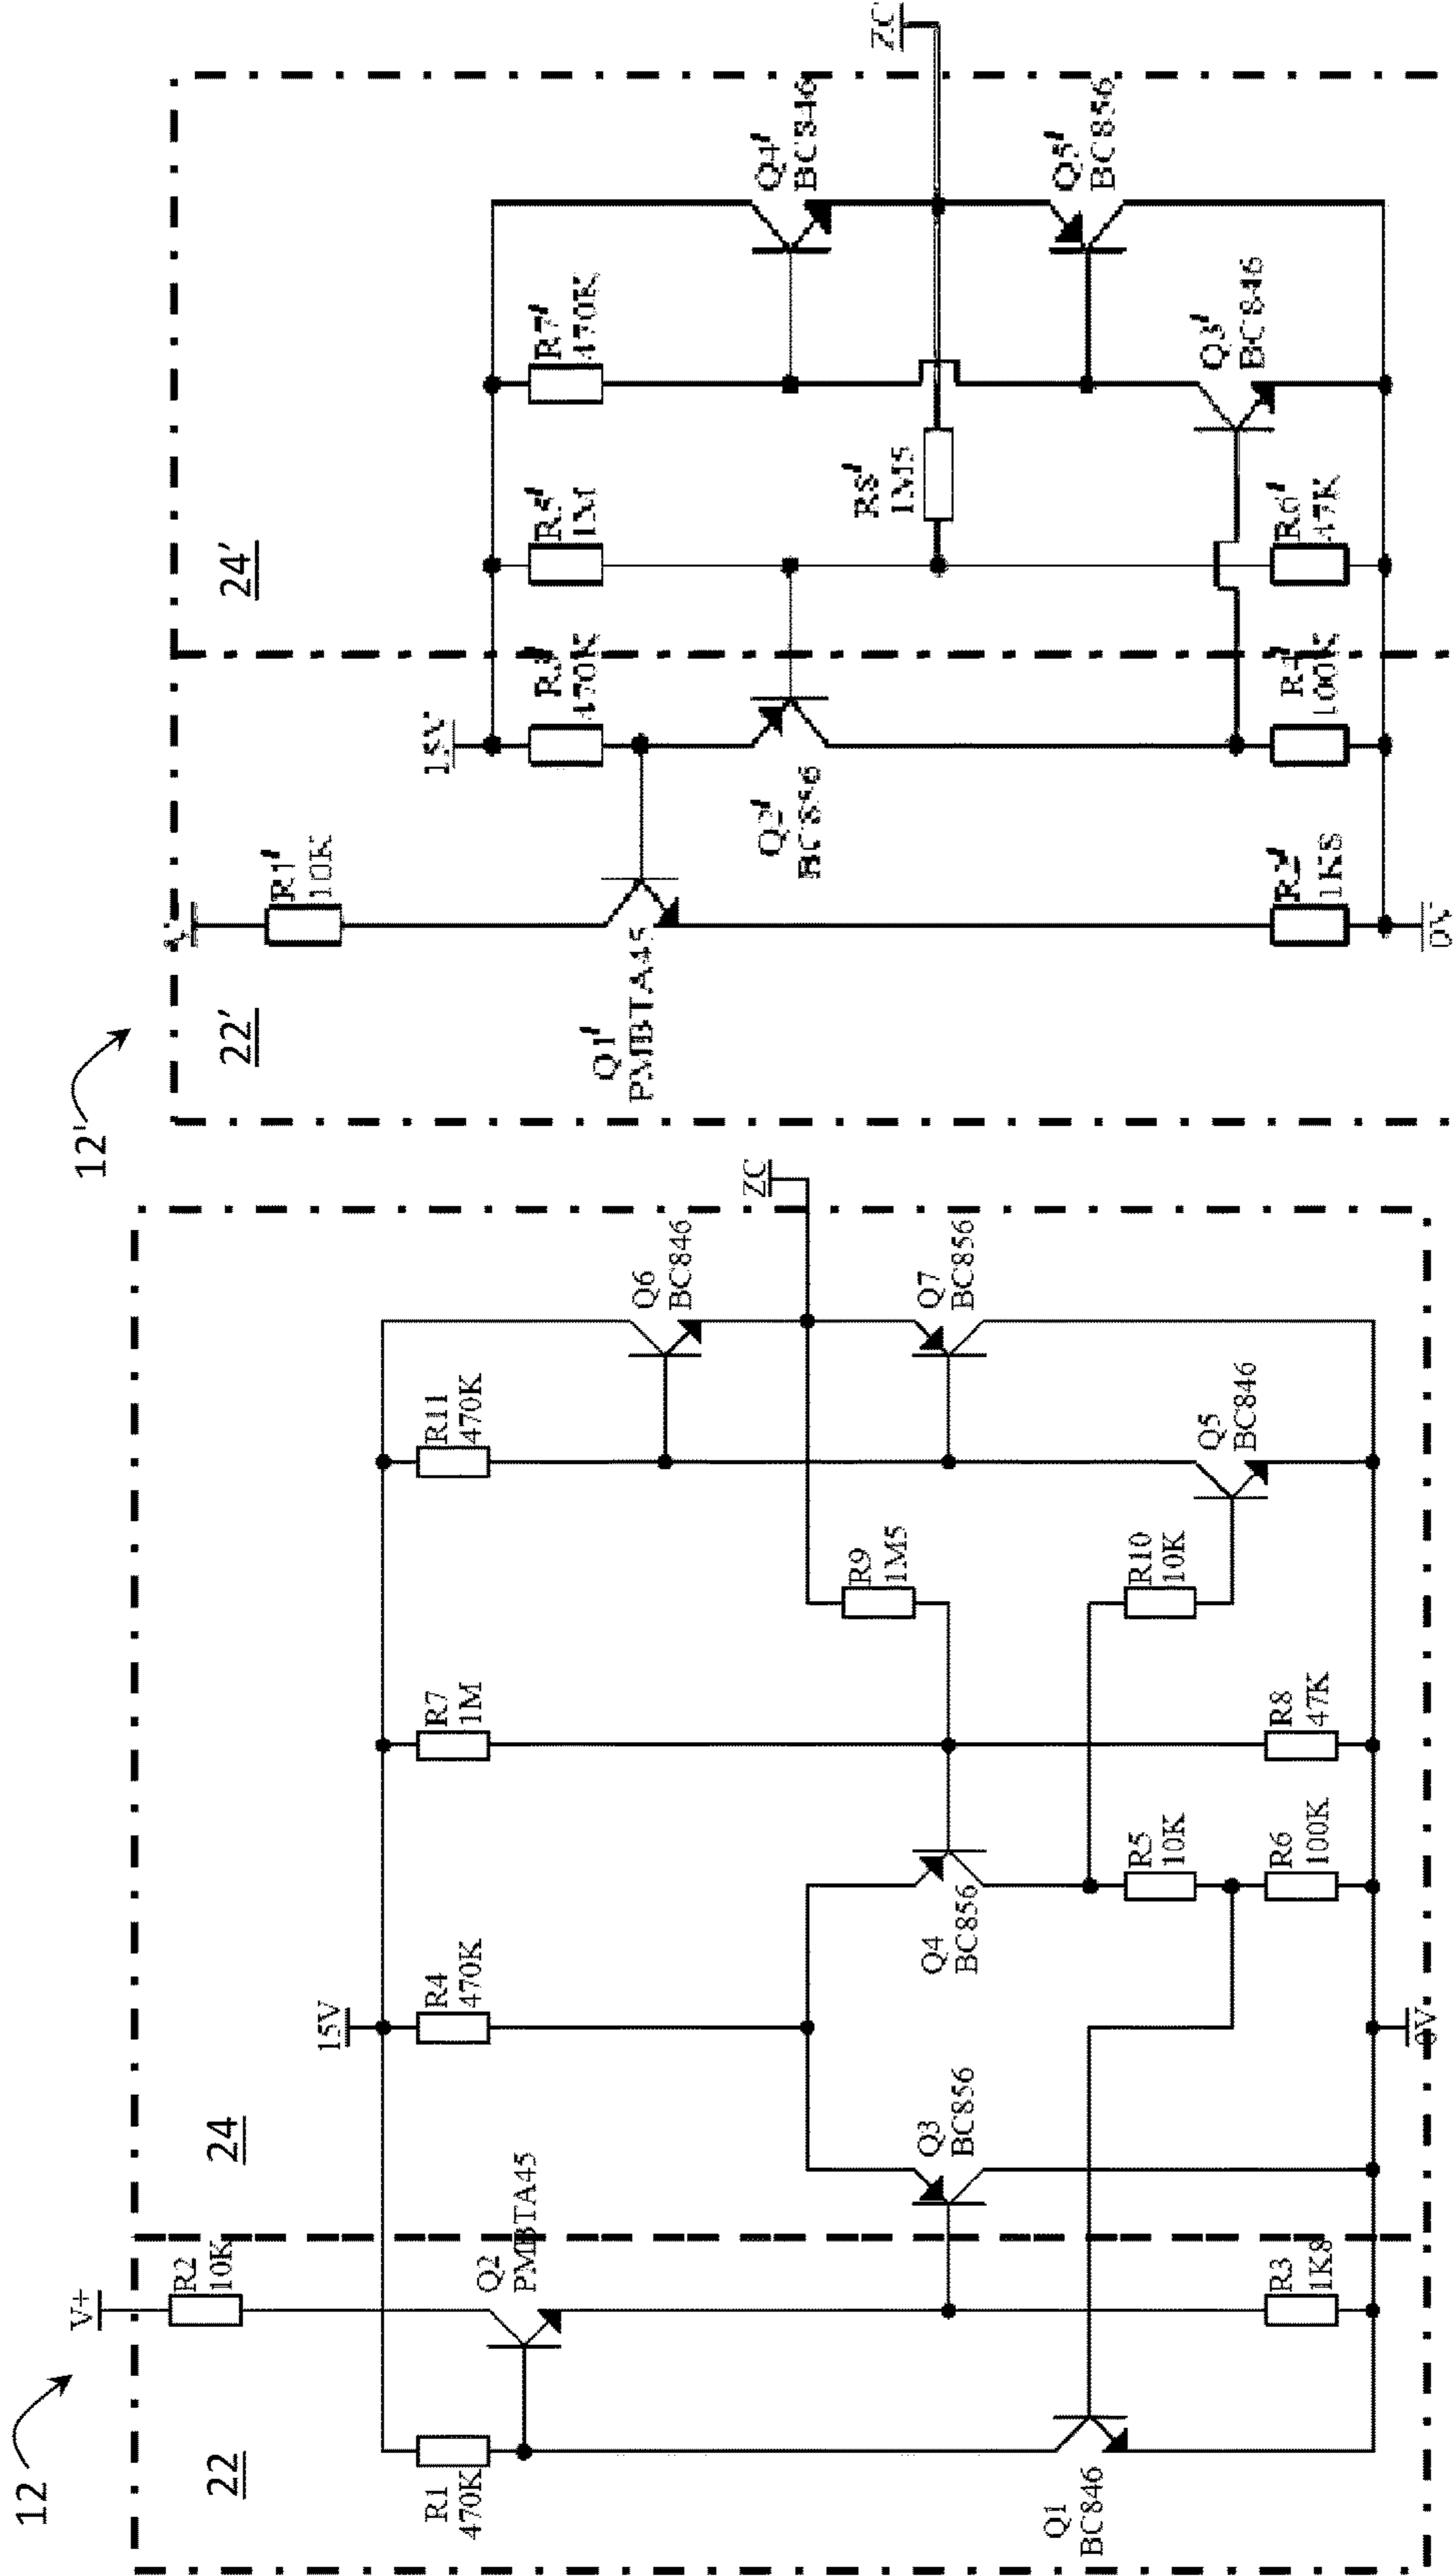 12
22
24
V+
R2
10K
15V
R1
470K
Q2
PMBTA45
R4
470K
R7
1M
R11
470K
Q6
BC846
ZC
R9
1M5
Q3
BC856
Q4
BC856
Q7
BC856
Q1
BC846
R5
10K
R10
10K
Q5
BC846
R3
1K8
R6
100K
R8
47K
0V
12'
22'
24'
R1'
10K
15V
R3'
470K
R5'
1M
R7'
470K
Q1'
PMBTA45
Q2'
BC856
R8'
1M5
Q4'
BC846
ZC
Q5'
BC856
Q3'
BC846
R2'
1K8
R4'
100K
R6'
47K
0V